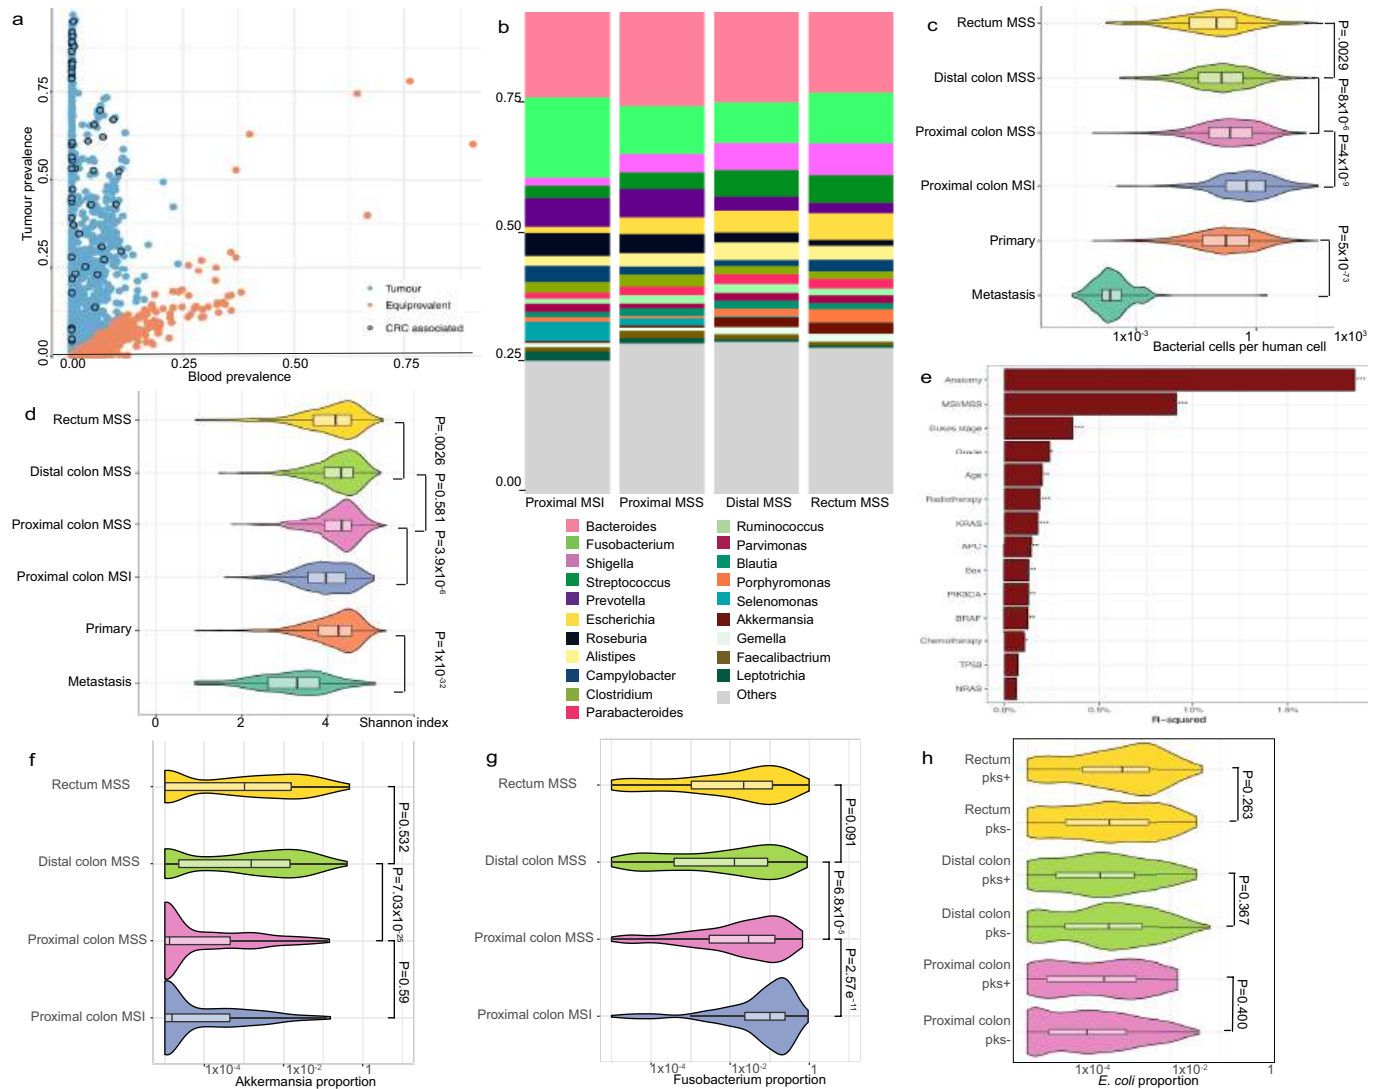 a
Tumour prevalence
0.75
0.50
0.25
0.00
Tumour
Equiprevalent
CRC associated
0.00
0.25
0.50
0.75
Blood prevalence
b
0.75
0.50
0.25
0.00
Proximal MSI
Proximal MSS
Distal MSS
Rectum MSS
Bacteroides
Fusobacterium
Shigella
Streptococcus
Prevotella
Escherichia
Roseburia
Alistipes
Campylobacter
Clostridium
Parabacteroides
Ruminococcus
Parvimonas
Blautia
Porphyromonas
Selenomonas
Akkermansia
Gemella
Faecalibactrium
Leptotrichia
Others
c
Rectum MSS
Distal colon MSS
Proximal colon MSS
Proximal colon MSI
Primary
Metastasis
P=.0029
P=8x10-6
P=4x10-9
P=5x10-73
1x10-3
1
1x103
Bacterial cells per human cell
d
Rectum MSS
Distal colon MSS
Proximal colon MSS
Proximal colon MSI
Primary
Metastasis
P=.0026
P=0.581
P=3.9x10-6
P=1x10-32
0
2
4
Shannon index
e
Anatomy
MSI/MSS
Dukes stage
Grade
Age
Radiotherapy
KRAS
APC
Sex
PIK3CA
BRAF
Chemotherapy
TP53
NRAS
0.0%
0.5%
1.0%
1.5%
R-squared
f
Rectum MSS
Distal colon MSS
Proximal colon MSS
Proximal colon MSI
P=0.532
P=7.03x10-25
P=0.59
1x10-4
1x10-2
1
Akkermansia proportion
g
Rectum MSS
Distal colon MSS
Proximal colon MSS
Proximal colon MSI
P=0.091
P=6.8x10-5
P=2.57e-11
1x10-4
1x10-2
1
Fusobacterium proportion
h
Rectum
pks+
Rectum
pks-
Distal colon
pks+
Distal colon
pks-
Proximal colon
pks+
Proximal colon
pks-
P=0.263
P=0.367
P=0.400
1x10-4
1x10-2
1
E. coli proportion